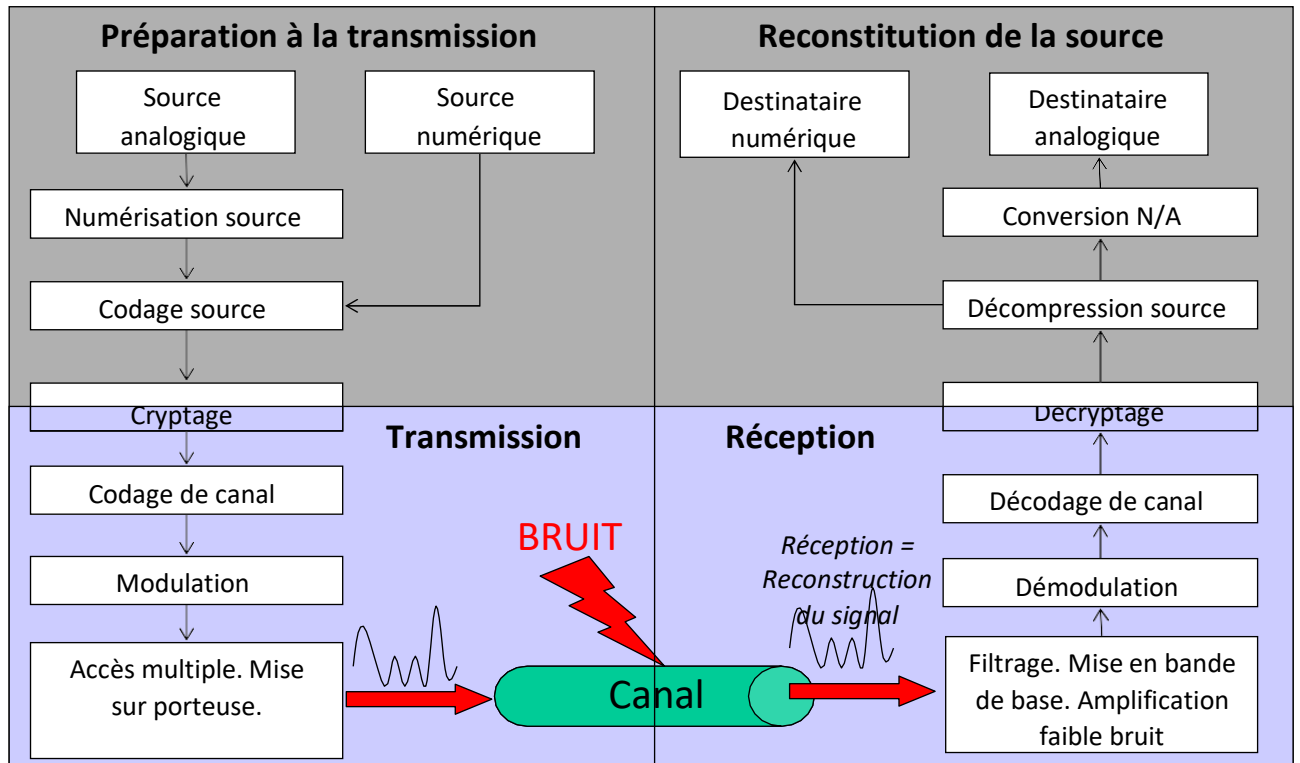 Préparation à la transmission
Source
analogique
Source
numérique
Numérisation source
Codage source
Cryptage
Transmission
Codage de canal
Modulation
Accès multiple. Mise
sur porteuse.
BRUIT
Canal
Reconstitution de la source
Destinataire
numérique
Destinataire
analogique
Conversion N/A
Décompression source
Décryptage
Réception
Décodage de canal
Réception =
Reconstruction
du signal
Démodulation
Filtrage. Mise en bande
de base. Amplification
faible bruit